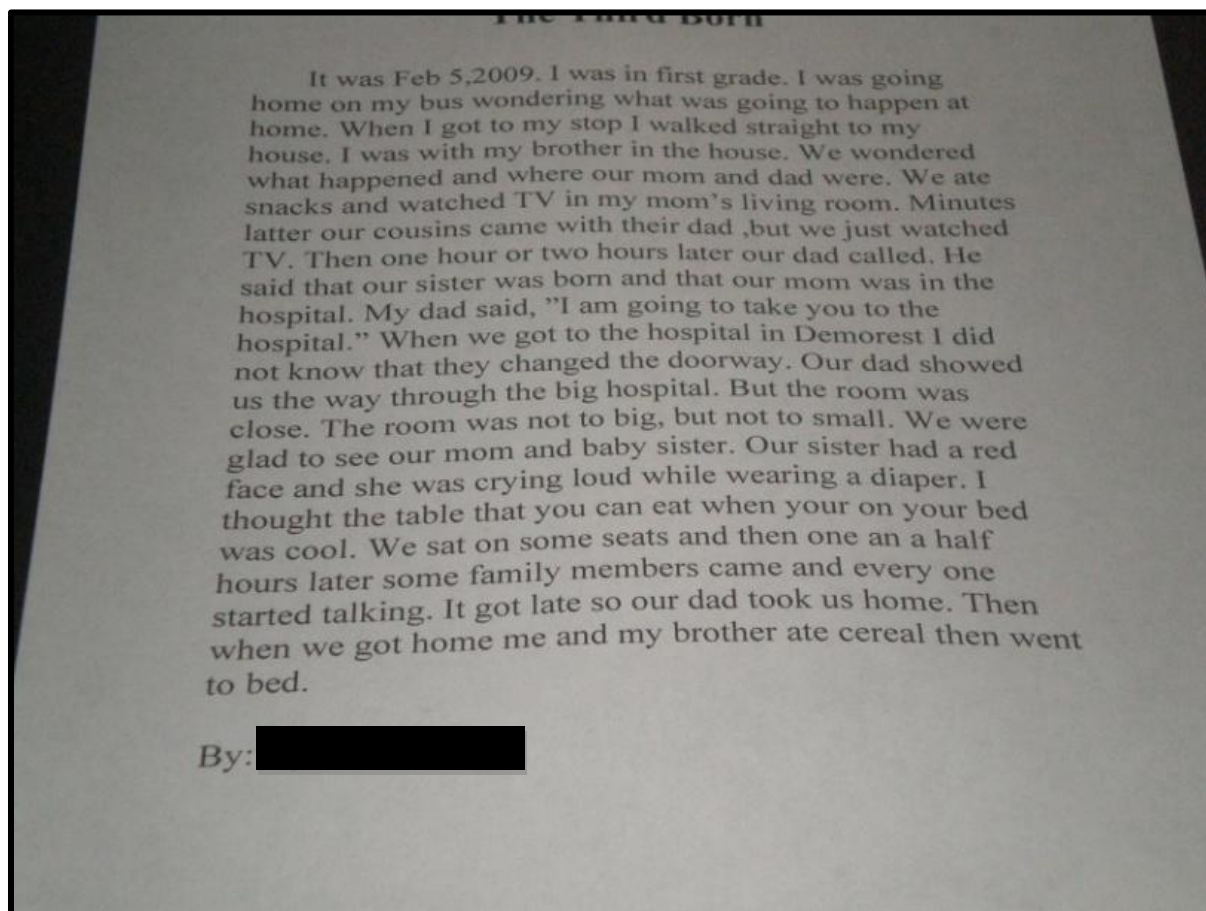 The Third Born
It was Feb 5,2009. I was in first grade. I was going
home on my bus wondering what was going to happen at
home. When I got to my stop I walked straight to my
house. I was with my brother in the house. We wondered
what happened and where our mom and dad were. We ate
snacks and watched TV in my mom's living room. Minutes
latter our cousins came with their dad ,but we just watched
TV. Then one hour or two hours later our dad called. He
said that our sister was born and that our mom was in the
hospital. My dad said, ”I am going to take you to the
hospital.” When we got to the hospital in Demorest I did
not know that they changed the doorway. Our dad showed
us the way through the big hospital. But the room was
close. The room was not to big, but not to small. We were
glad to see our mom and baby sister. Our sister had a red
face and she was crying loud while wearing a diaper. I
thought the table that you can eat when your on your bed
was cool. We sat on some seats and then one an a half
hours later some family members came and every one
started talking. It got late so our dad took us home. Then
when we got home me and my brother ate cereal then went
to bed.
By: